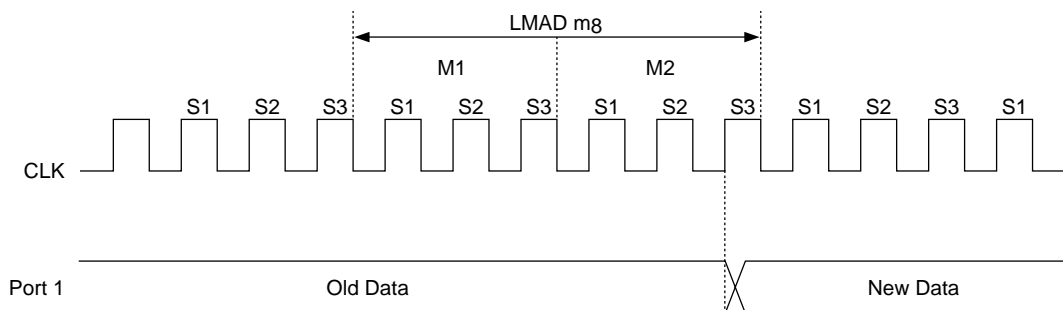 LMAD m8
M1 M2
S1 S2 S3 S1 S2 S3 S1 S2 S3 S1 S2 S3 S1
CLK
Port 1 Old Data New Data